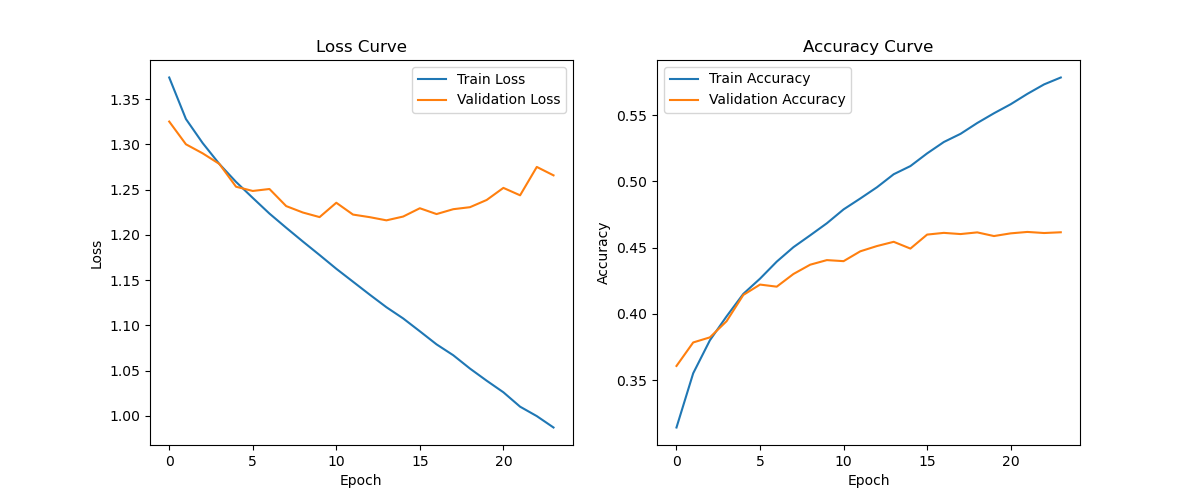 Loss Curve
Train Loss
Validation Loss
1.35
1.30
1.25
1.20
1.15
1.10
1.05
1.00
Loss
0 5 10 15 20
Epoch
Accuracy Curve
Train Accuracy
Validation Accuracy
0.55
0.50
0.45
0.40
0.35
Accuracy
0 5 10 15 20
Epoch